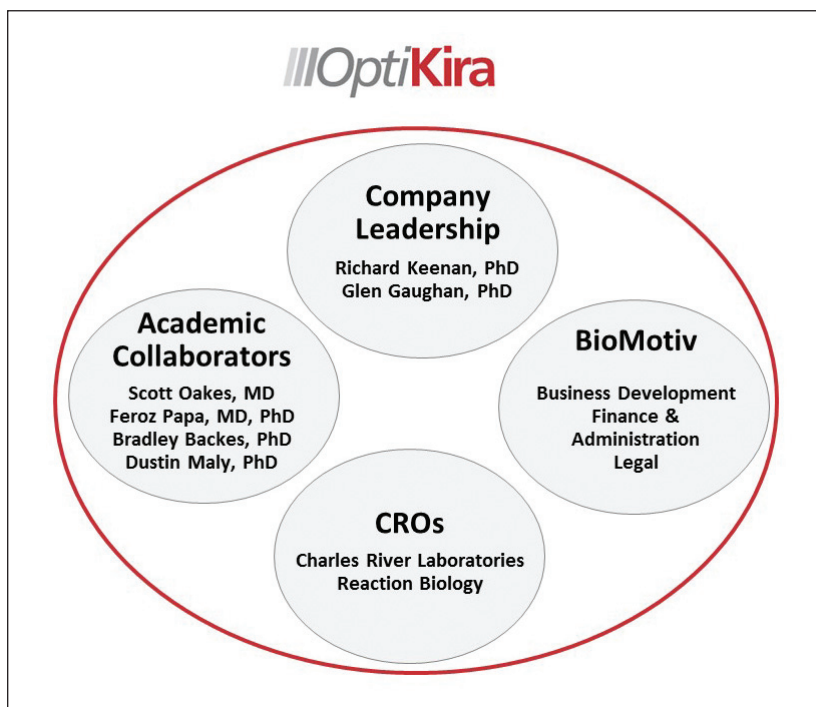 OptiKira
Company
Leadership
Richard Keenan, PhD
Glen Gaughan, PhD
Academic
Collaborators
Scott Oakes, MD
Feroz Papa, MD, PhD
Bradley Backes, PhD
Dustin Maly, PhD
BioMotiv
Business Development
Finance &
Administration
Legal
CROs
Charles River Laboratories
Reaction Biology